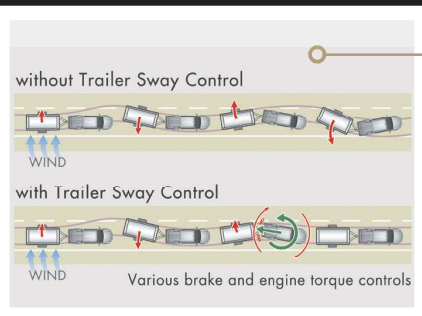 without Trailer Sway Control
WIND
with Trailer Sway Control
WIND
Various brake and engine torque controls